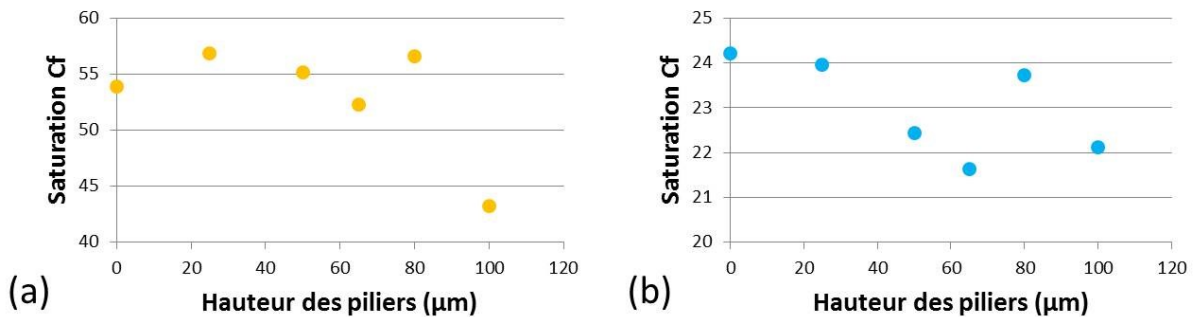 60
55
50
45
40
Saturation Cf
0 20 40 60 80 100 120
Hauteur des piliers (µm)
(a)
25
24
23
22
21
20
Saturation Cf
0 20 40 60 80 100 120
Hauteur des piliers (µm)
(b)